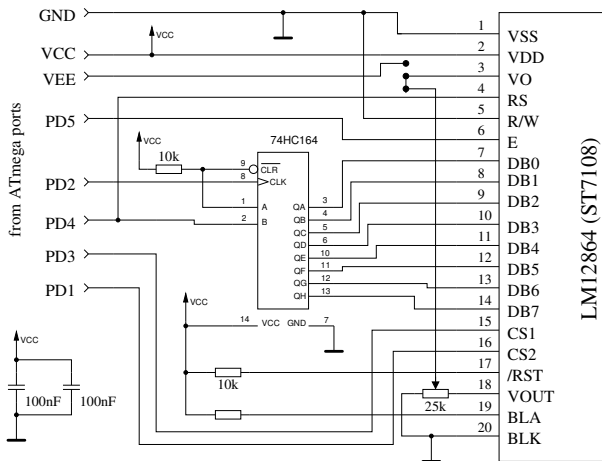 GND
VCC
VEE
PD5
PD2
PD4
PD3
PD1
from ATmega ports
VCC
VCC
10k
74HC164
9 CLR
8 CLK
1 A
2 B
QA 3
QB 4
QC 5
QD 6
QE 10
QF 11
QG 12
QH 13
14 VCC GND 7
VCC
10k
25k
VCC
100nF 100nF
1 VSS
2 VDD
3 VO
4 RS
5 R/W
6 E
7 DB0
8 DB1
9 DB2
10 DB3
11 DB4
12 DB5
13 DB6
14 DB7
15 CS1
16 CS2
17 /RST
18 VOUT
19 BLA
20 BLK
LM12864 (ST7108)